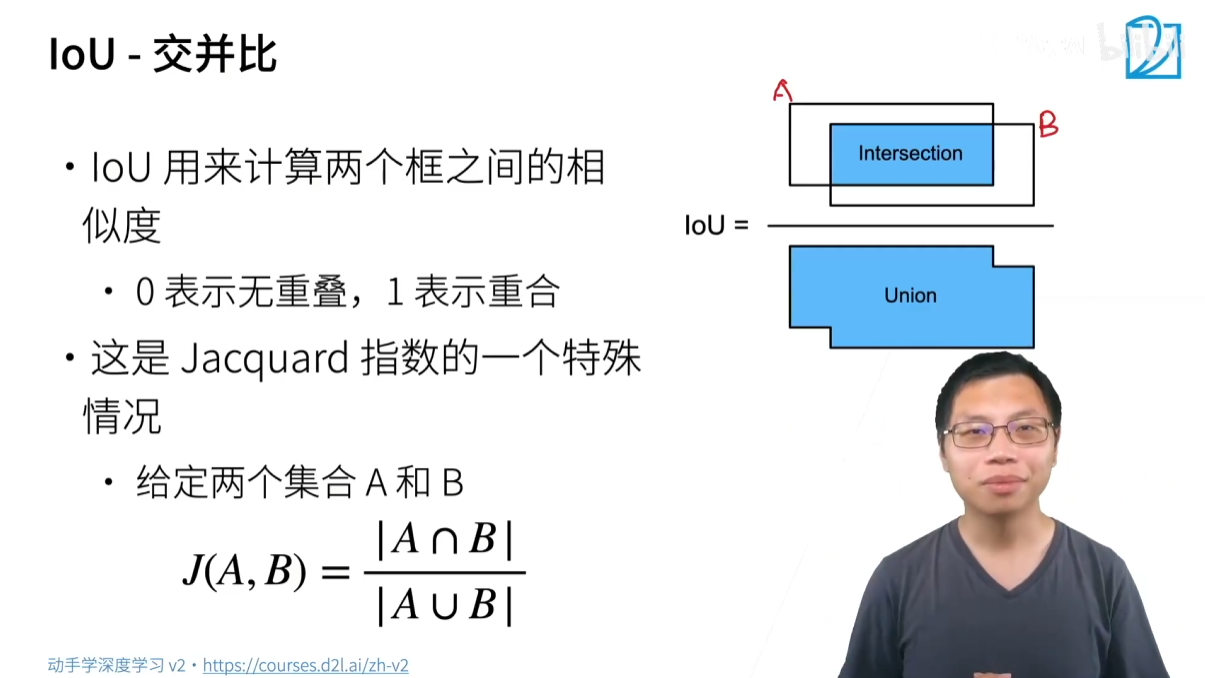 IoU - 交并比
• IoU 用来计算两个框之间的相
似度
• 0 表示无重叠，1 表示重合
• 这是 Jacquard 指数的一个特殊
情况
• 给定两个集合 A 和 B
J(A, B) = |A ∩ B| / |A ∪ B|
A
B
Intersection
IoU =
Union
bilibili
动手学深度学习 v2 • https://courses.d2l.ai/zh-v2